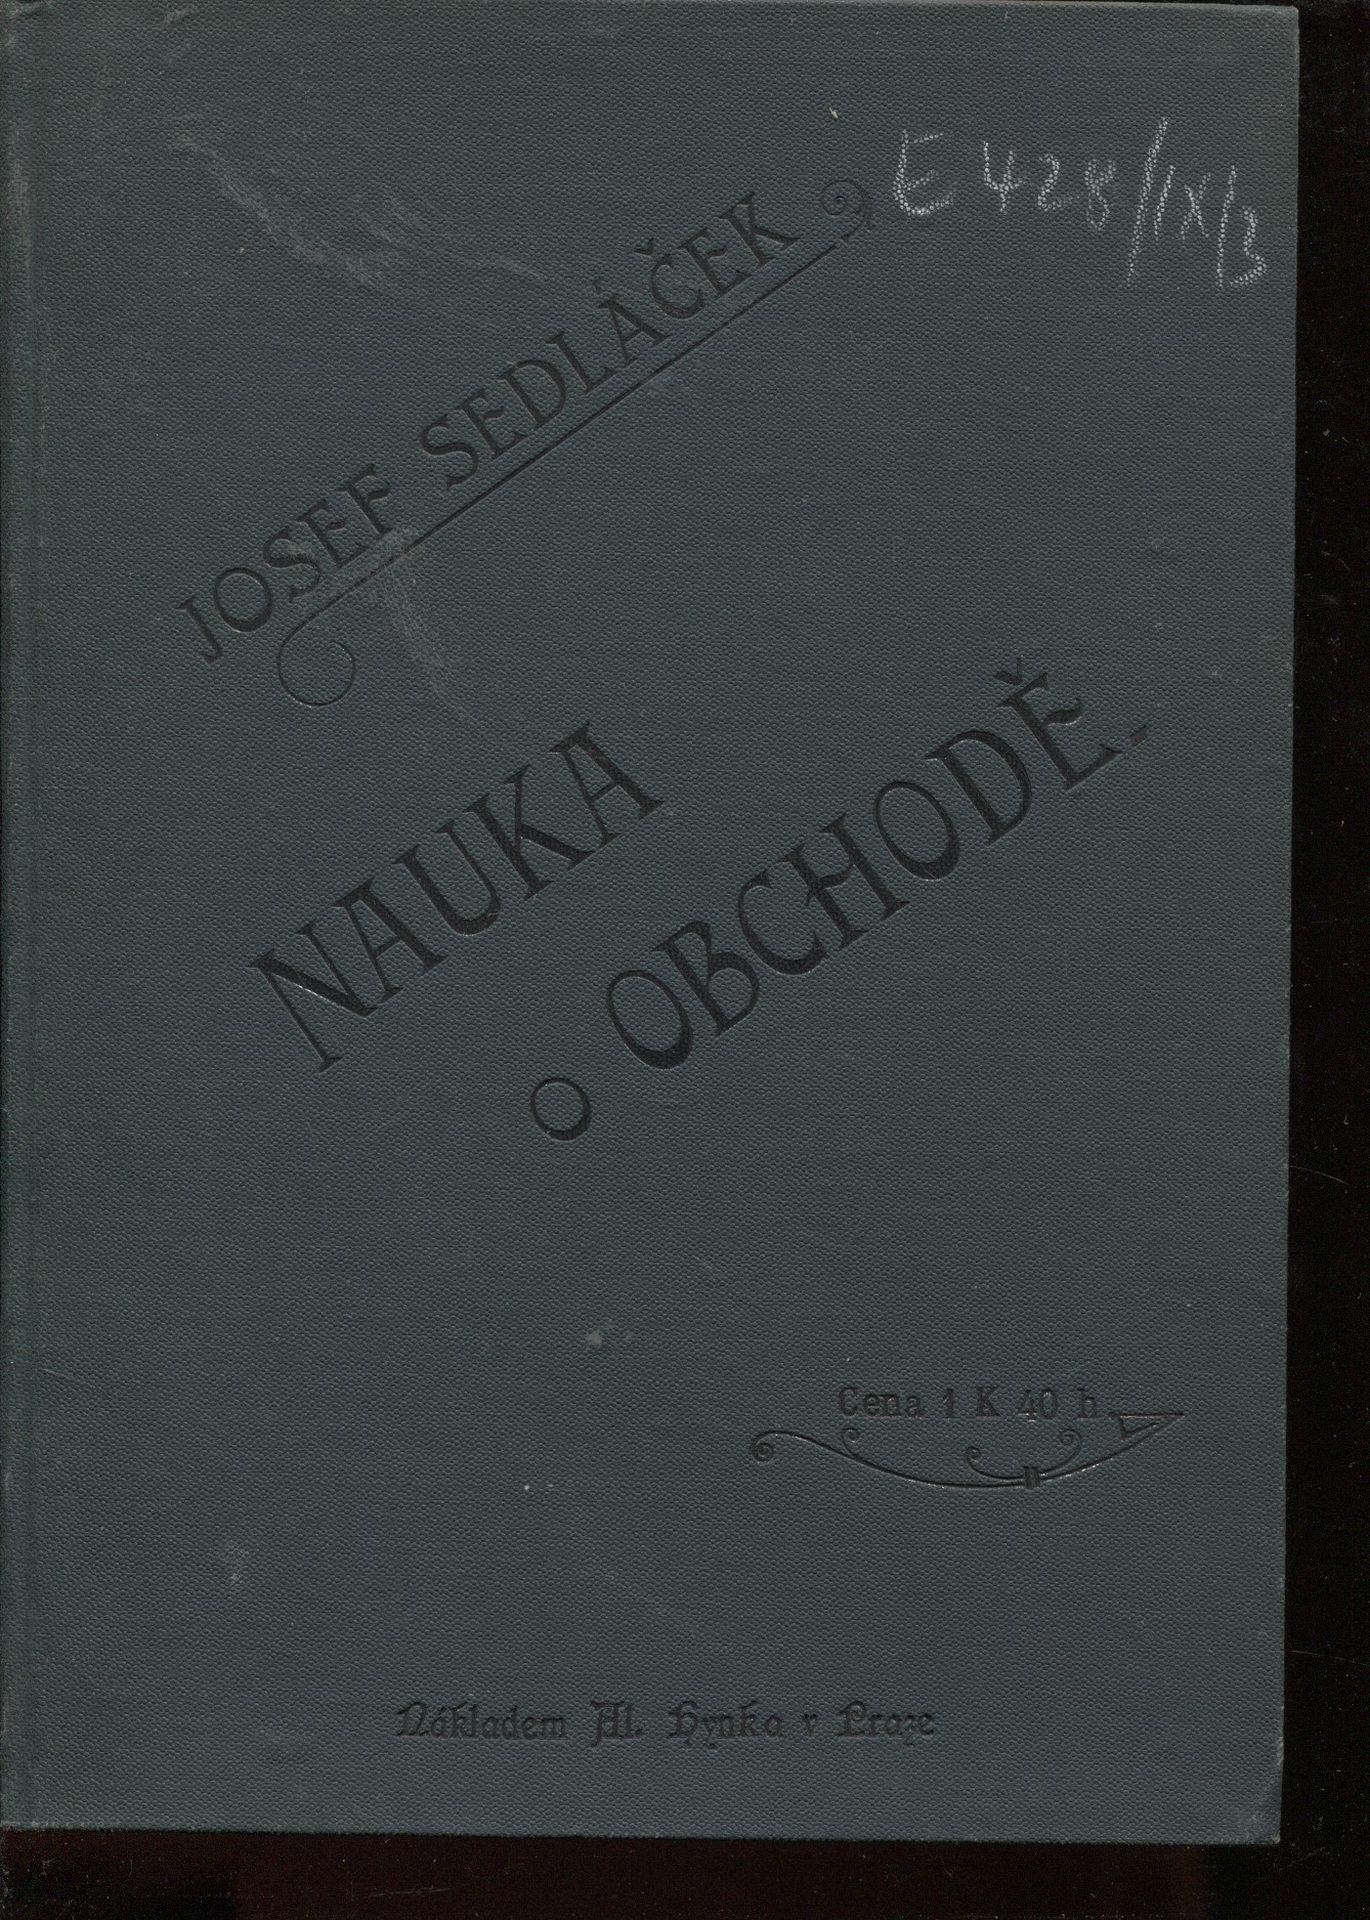 E 428/IX/3
JOSEF SEDLÁČEK
NAUKA
O OBCHODĚ.
Cena 1 K 40 h.
Nákladem Al. Hynka v Praze